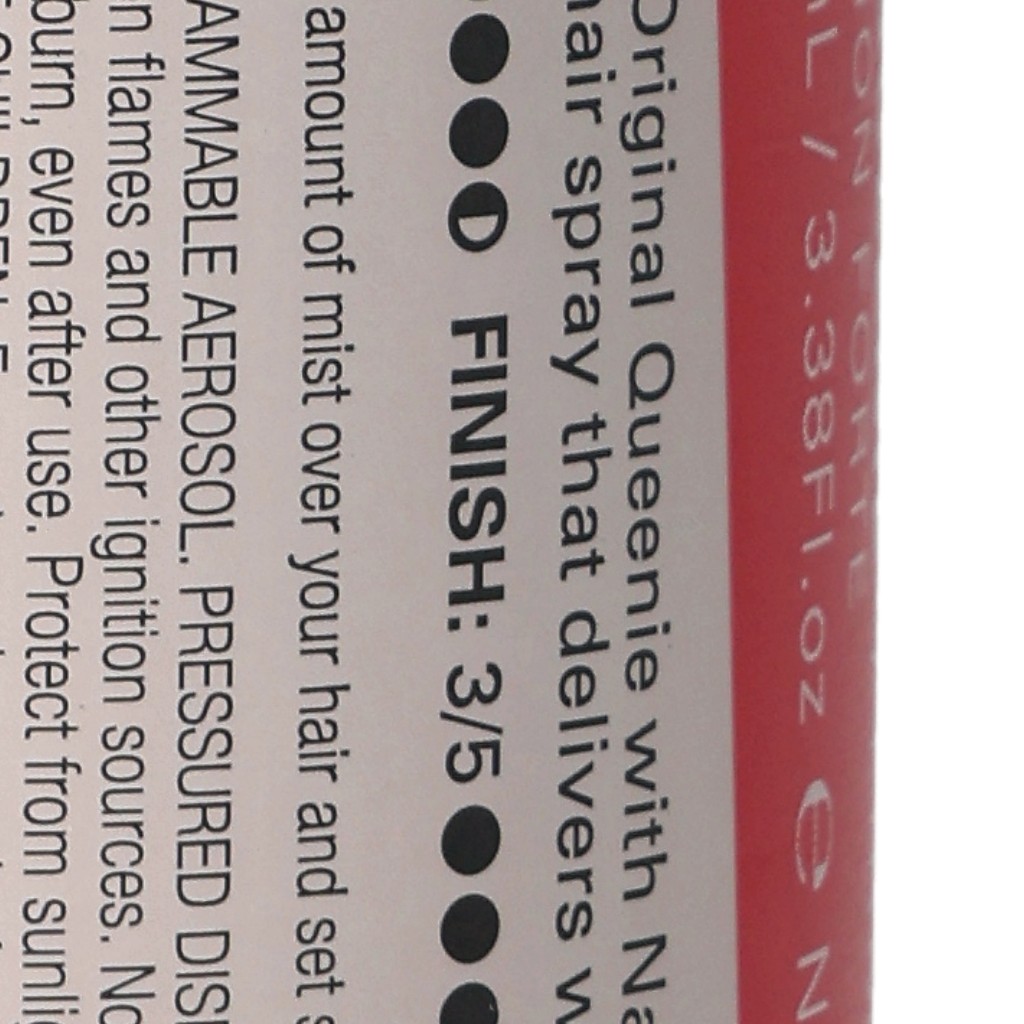 mL / 3.38Fl.oz ℮ N
Original Queenie with Na
hair spray that delivers w
FINISH: 3/5
amount of mist over your hair and set s
AMMABLE AEROSOL. PRESSURED DIS
n flames and other ignition sources. No
burn, even after use. Protect from sunlig